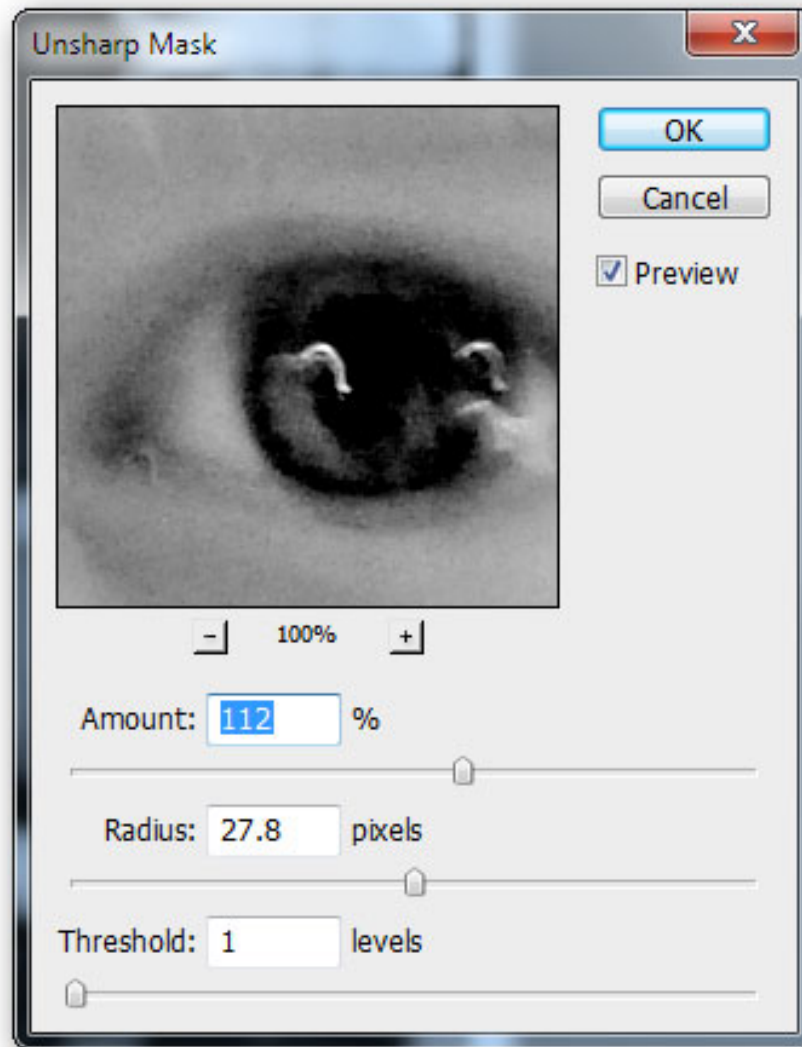 Unsharp Mask
OK
Cancel
Preview
- 100% +
Amount: 112 %
Radius: 27.8 pixels
Threshold: 1 levels